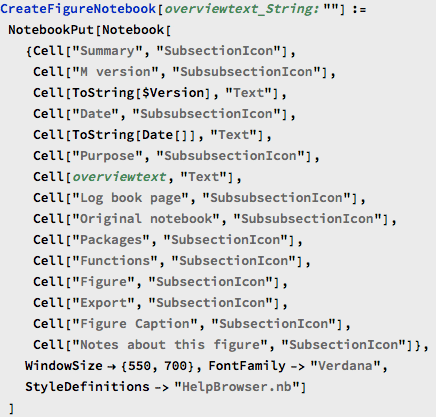 CreateFigureNotebook[overviewtext_String: ""] :=
NotebookPut[Notebook[
{Cell["Summary", "SubsectionIcon"],
Cell["M version", "SubsubsectionIcon"],
Cell[ToString[$Version], "Text"],
Cell["Date", "SubsubsectionIcon"],
Cell[ToString[Date[]], "Text"],
Cell["Purpose", "SubsubsectionIcon"],
Cell[overviewtext, "Text"],
Cell["Log book page", "SubsubsectionIcon"],
Cell["Original notebook", "SubsubsectionIcon"],
Cell["Packages", "SubsectionIcon"],
Cell["Functions", "SubsectionIcon"],
Cell["Figure", "SubsectionIcon"],
Cell["Export", "SubsectionIcon"],
Cell["Figure Caption", "SubsectionIcon"],
Cell["Notes about this figure", "SubsectionIcon"]},
WindowSize → {550, 700}, FontFamily -> "Verdana",
StyleDefinitions -> "HelpBrowser.nb"]
]